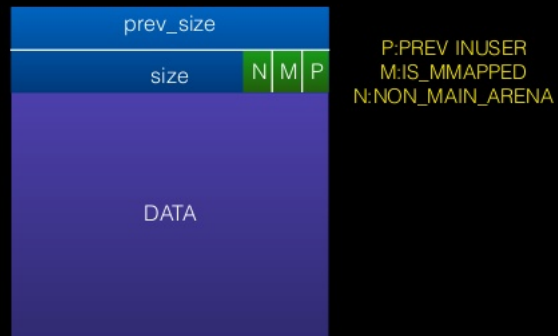 prev_size
size N M P
DATA
P:PREV INUSER
M:IS_MMAPPED
N:NON_MAIN_ARENA